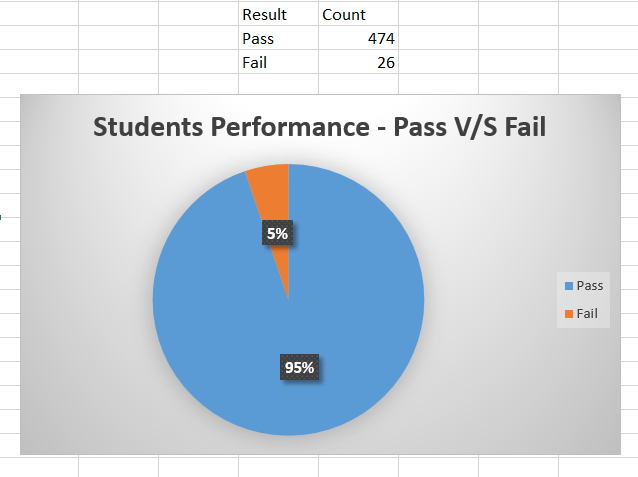 Result Count
Pass 474
Fail 26
Students Performance - Pass V/S Fail
5%
95%
Pass
Fail